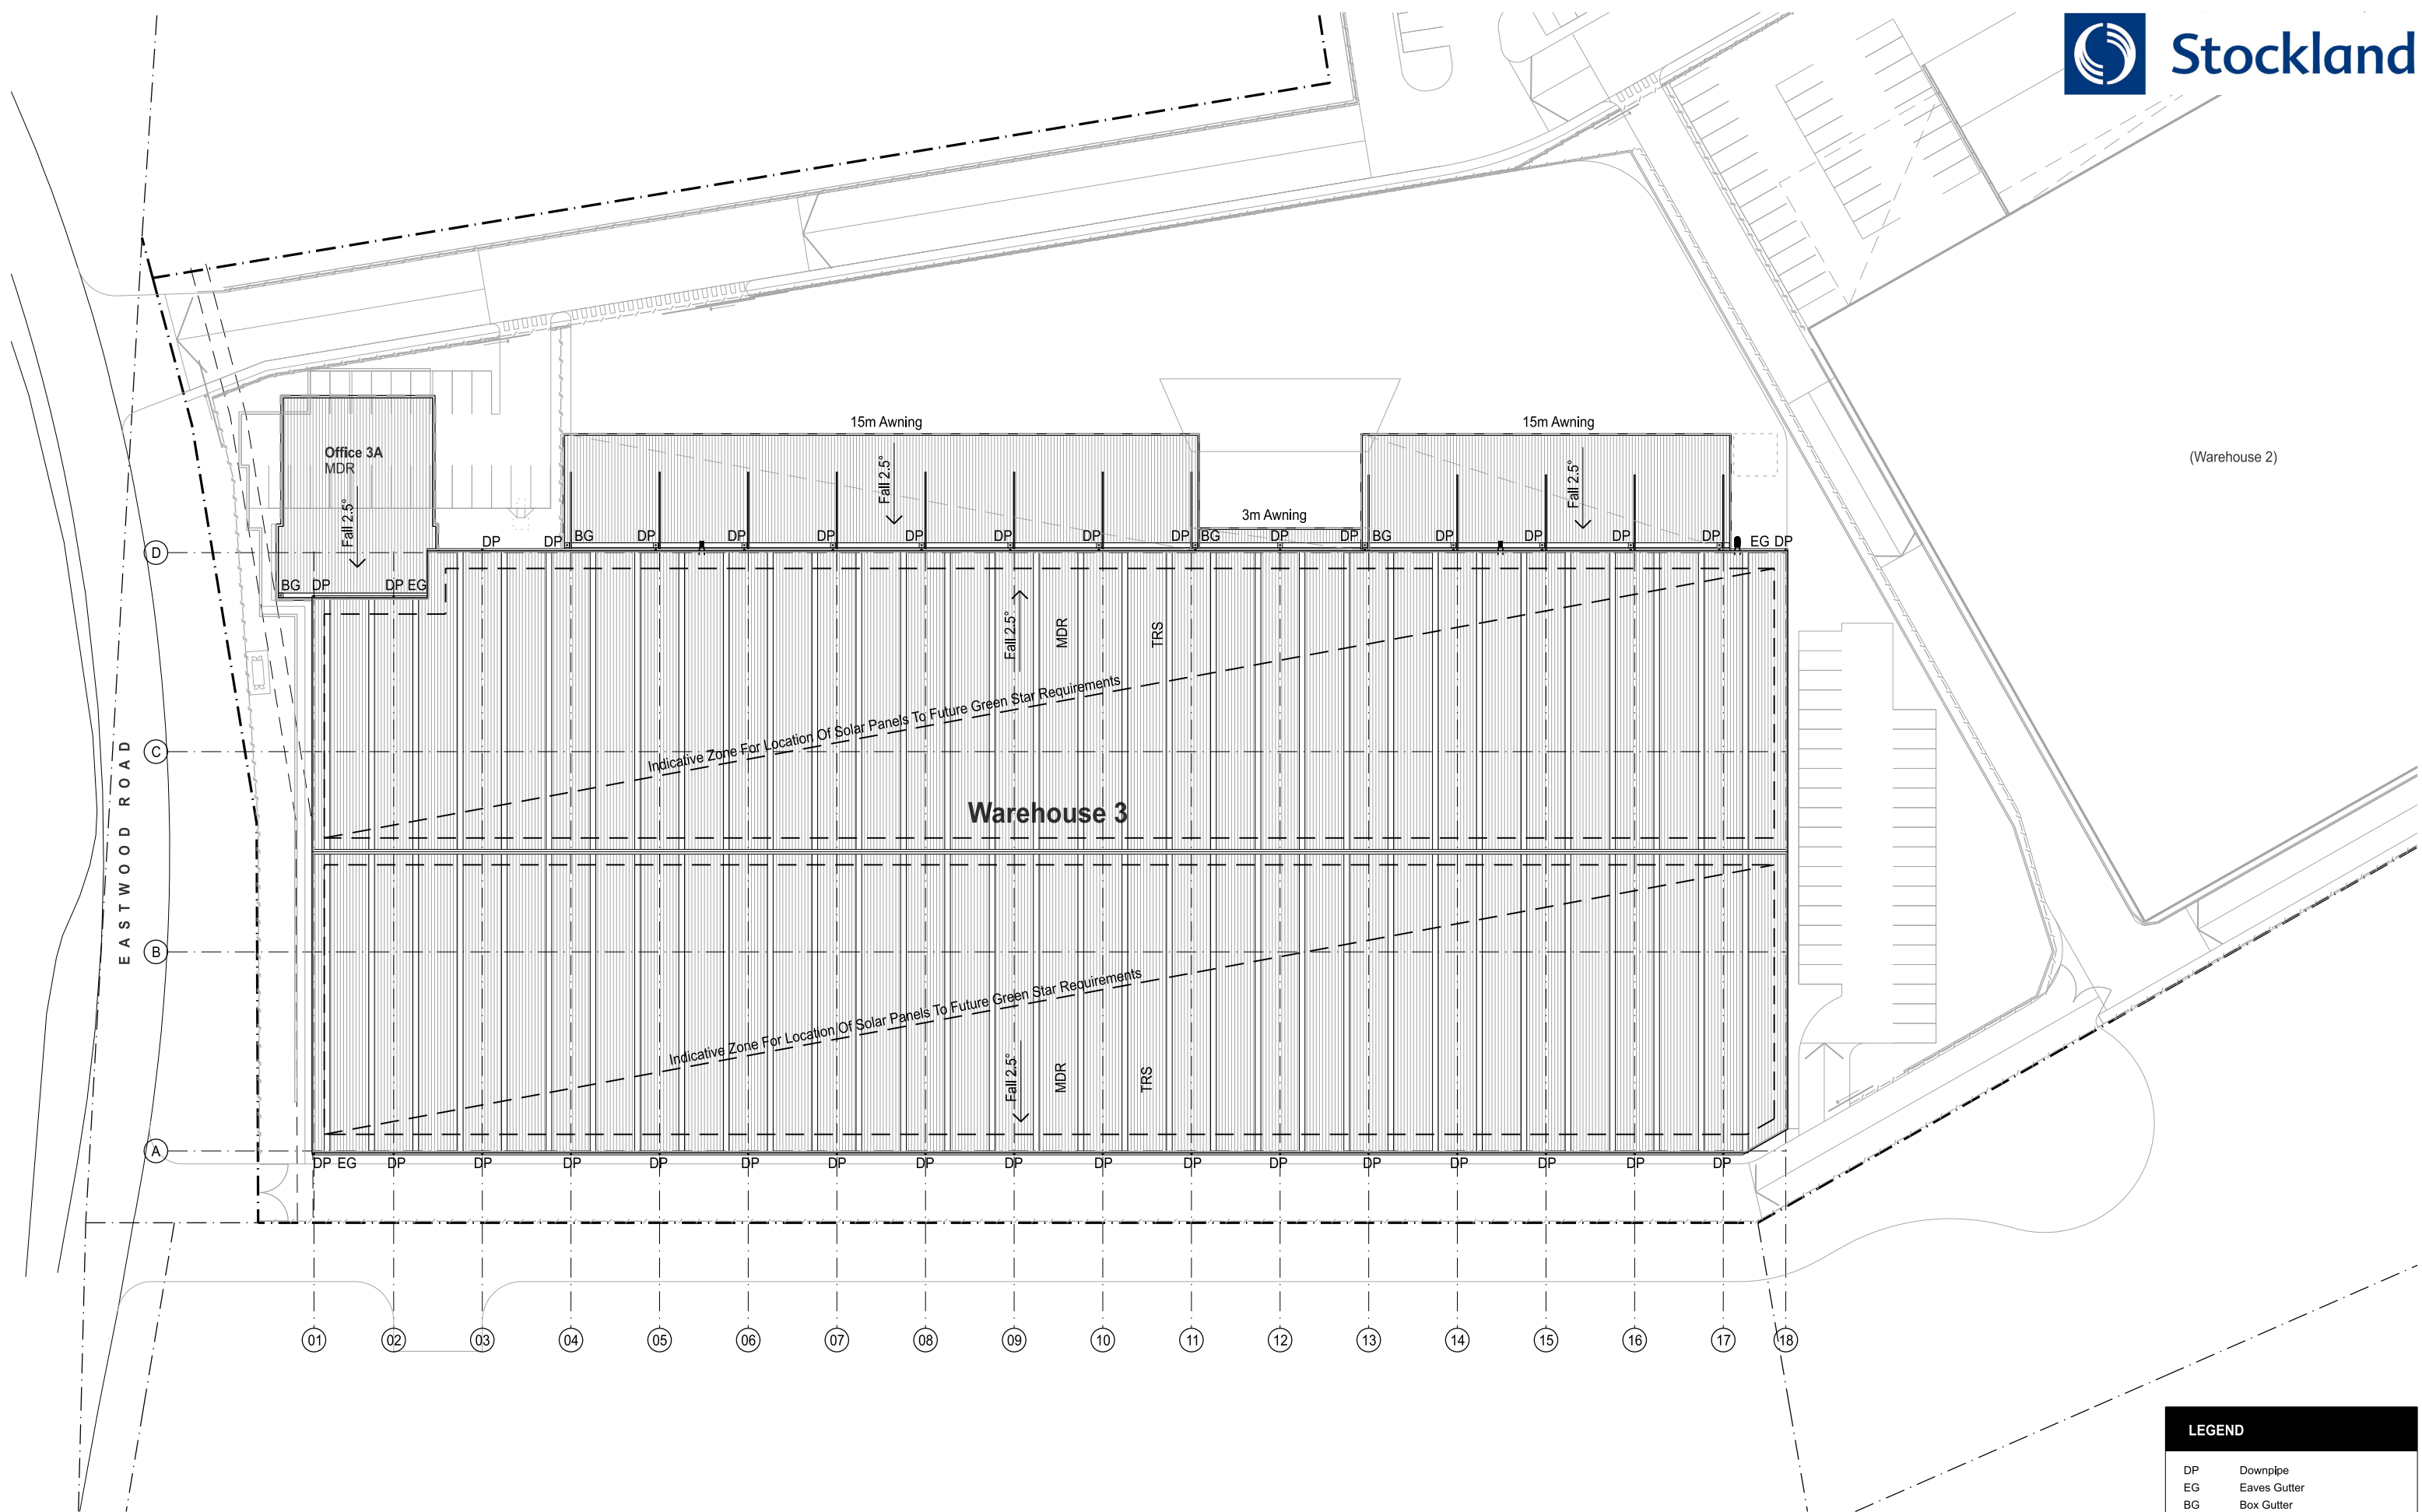 Stockland
15m Awning
15m Awning
(Warehouse 2)
Office 3A
MDR
Fall 2.5°
Fall 2.5°
Fall 2.5°
3m Awning
DP
DP
BG
DP
DP
DP
DP
DP
DP
DP
BG
DP
DP
BG
DP
DP
DP
DP
EG DP
D
BG DP
DP EG
Fall 2.5°
MDR
TRS
Indicative Zone For Location Of Solar Panels To Future Green Star Requirements
EASTWOOD ROAD
C
Warehouse 3
B
Indicative Zone For Location Of Solar Panels To Future Green Star Requirements
Fall 2.5°
MDR
TRS
A
DP EG DP DP DP DP DP DP DP DP DP DP DP DP DP DP DP DP
01 02 03 04 05 06 07 08 09 10 11 12 13 14 15 16 17 18
LEGEND
DP Downpipe
EG Eaves Gutter
BG Box Gutter